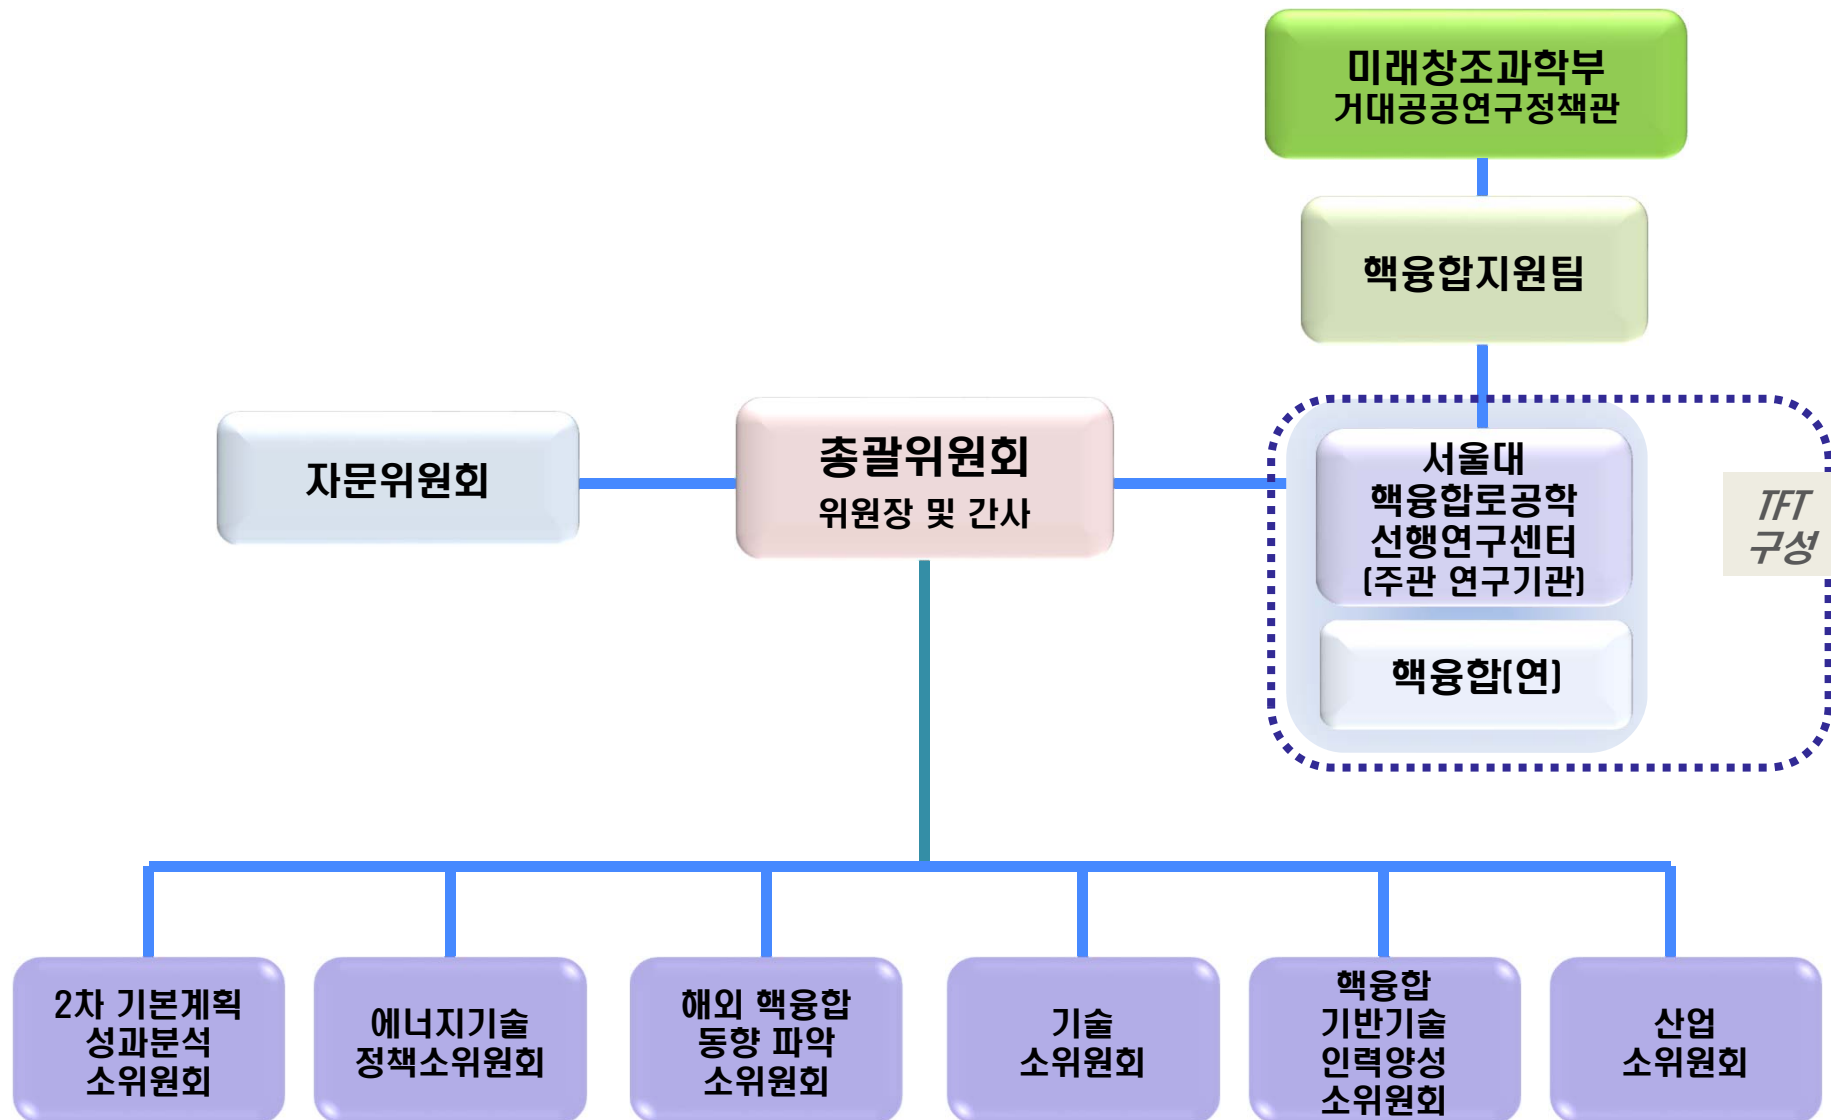 미래창조과학부
거대공공연구정책관
핵융합지원팀
자문위원회
총괄위원회
위원장 및 간사
서울대
핵융합로공학
선행연구센터
(주관 연구기관)
핵융합(연)
TFT
구성
2차 기본계획
성과분석
소위원회
에너지기술
정책소위원회
해외 핵융합
동향 파악
소위원회
기술
소위원회
핵융합
기반기술
인력양성
소위원회
산업
소위원회